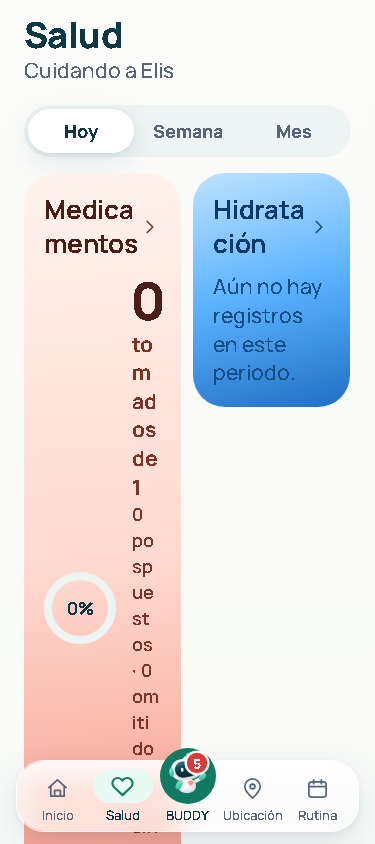 Salud
Cuidando a Elis
Hoy
Semana
Mes
Medica
mentos
0
to
m
ad
os
de
1
0
po
sp
ue
st
os
· 0
om
iti
do
0%
Hidrata
ción
Aún no hay
registros
en este
periodo.
5
Inicio
Salud
BUDDY
Ubicación
Rutina